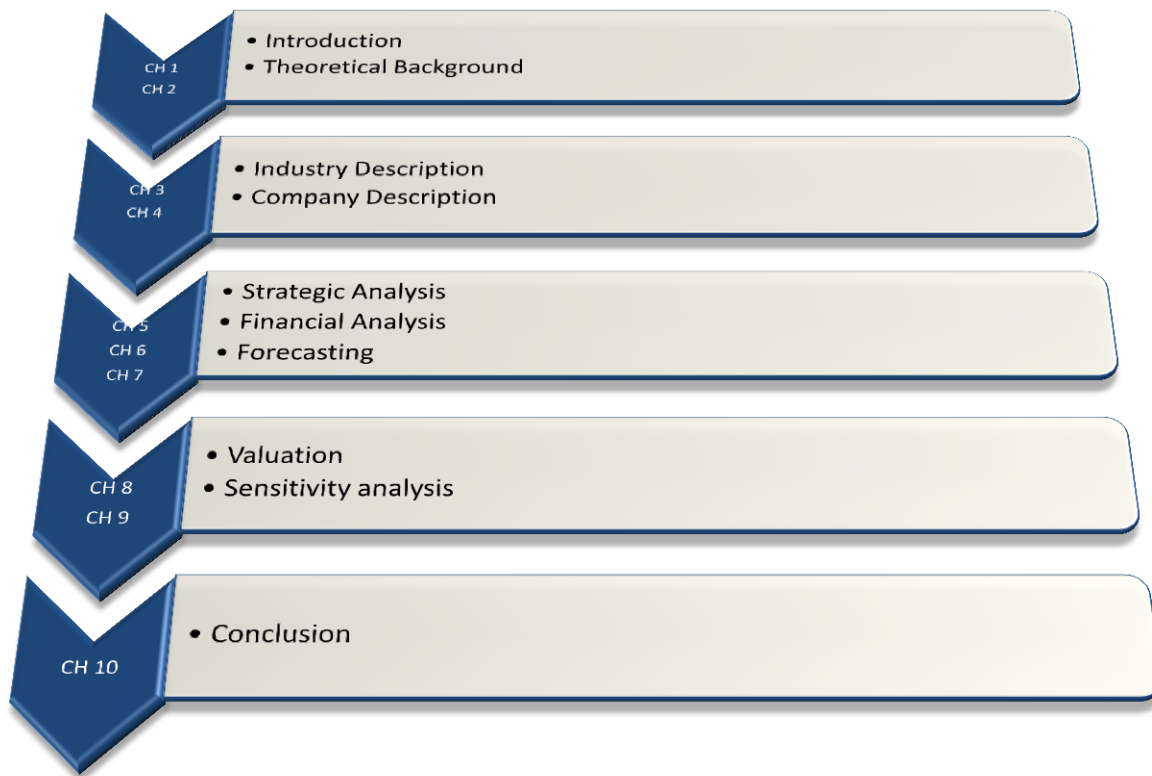 CH 1
CH 2
• Introduction
• Theoretical Background
CH 3
CH 4
• Industry Description
• Company Description
CH 5
CH 6
CH 7
• Strategic Analysis
• Financial Analysis
• Forecasting
CH 8
CH 9
• Valuation
• Sensitivity analysis
CH 10
• Conclusion